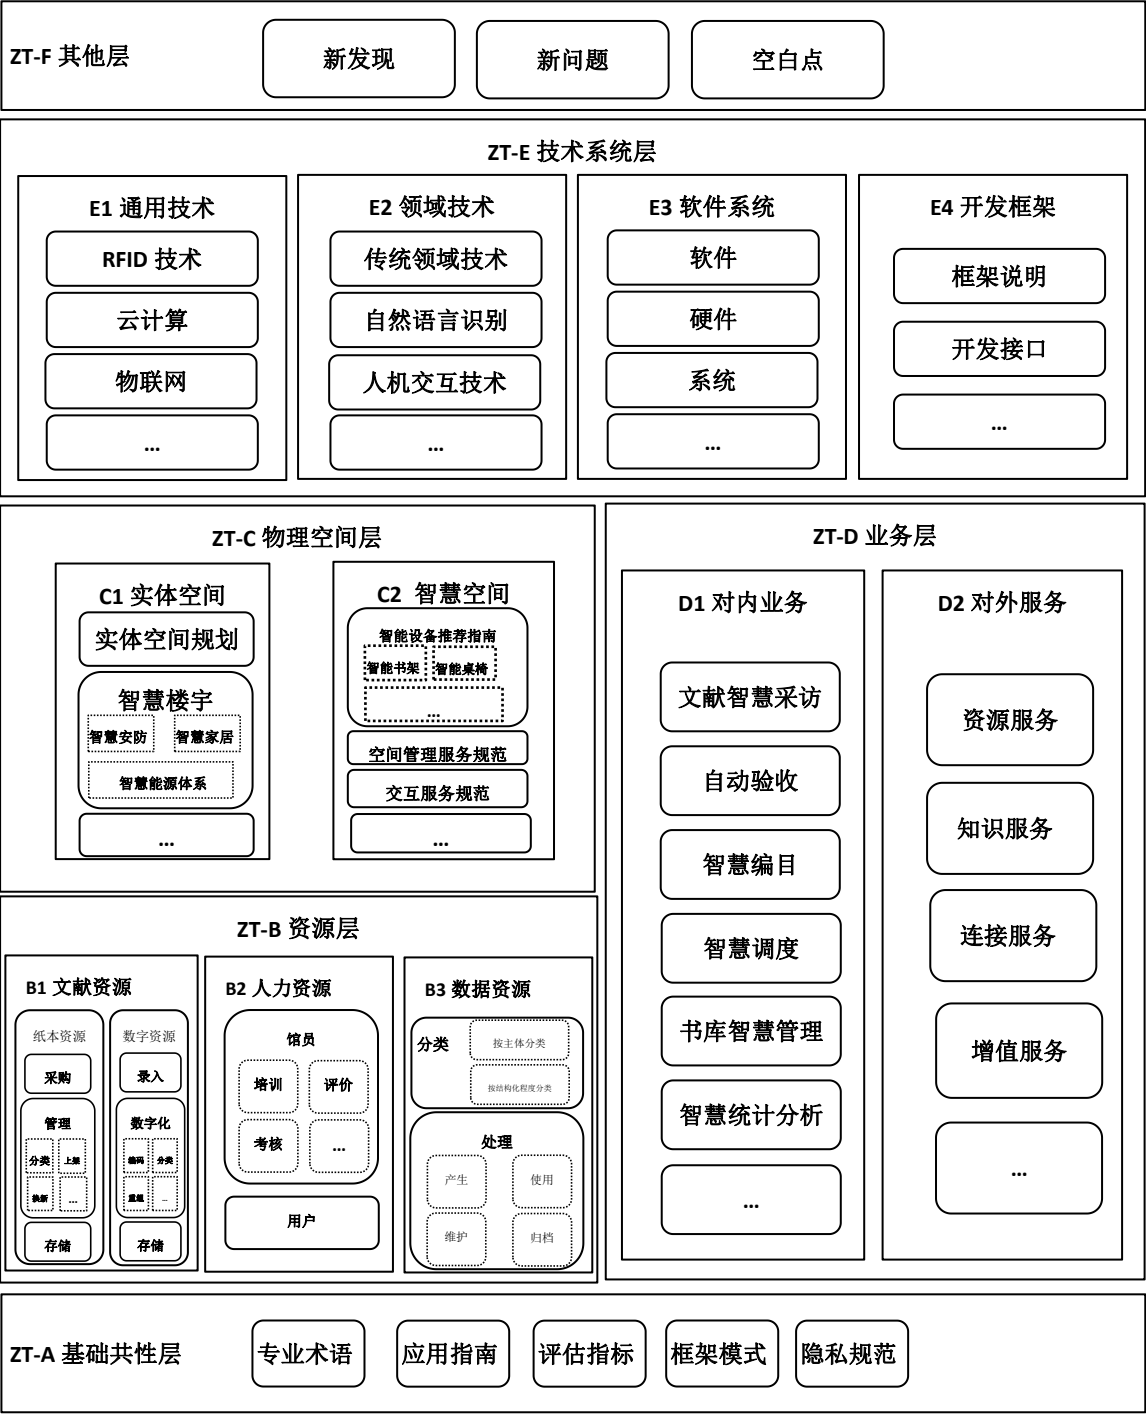 ZT-F 其他层
新发现
新问题
空白点
ZT-E 技术系统层
E1 通用技术
RFID 技术
云计算
物联网
...
E2 领域技术
传统领域技术
自然语言识别
人机交互技术
...
E3 软件系统
软件
硬件
系统
...
E4 开发框架
框架说明
开发接口
...
ZT-C 物理空间层
C1 实体空间
实体空间规划
智慧楼宇
智慧安防
智慧家居
智慧能源体系
...
C2 智慧空间
智能设备推荐指南
智能书架
智能桌椅
...
空间管理服务规范
交互服务规范
...
ZT-D 业务层
D1 对内业务
文献智慧采访
自动验收
智慧编目
智慧调度
书库智慧管理
智慧统计分析
...
D2 对外服务
资源服务
知识服务
连接服务
增值服务
...
ZT-B 资源层
B1 文献资源
纸本资源
采购
管理
分类
上架
换新
...
存储
数字资源
录入
数字化
编码
分类
重组
...
存储
B2 人力资源
馆员
培训
评价
考核
...
用户
B3 数据资源
分类
按主体分类
按结构化程度分类
处理
产生
使用
维护
归档
ZT-A 基础共性层
专业术语
应用指南
评估指标
框架模式
隐私规范